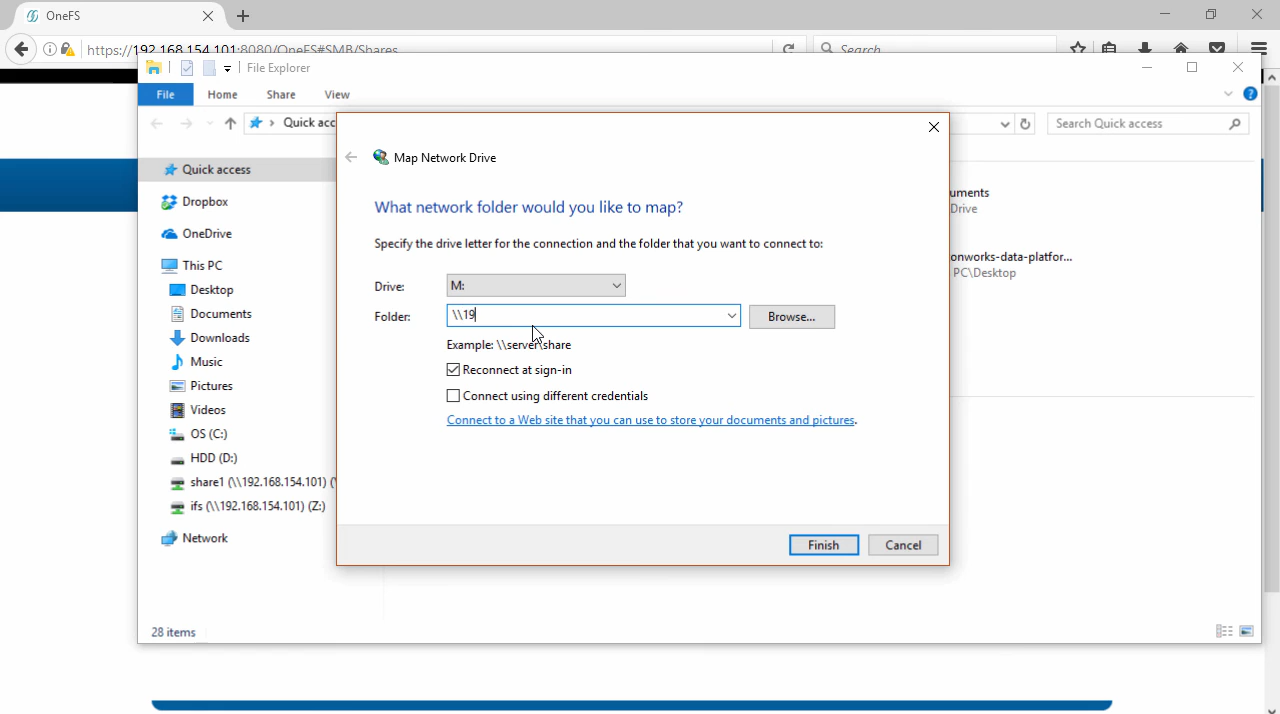 OneFS
https://192.168.154.101:8080/OneFS#SMB/Shares
Search
File Explorer
File Home Share View
Quick acc
Search Quick access
Quick access
Dropbox
OneDrive
This PC
Desktop
Documents
Downloads
Music
Pictures
Videos
OS (C:)
HDD (D:)
share1 (\\192.168.154.101) (
ifs (\\192.168.154.101) (Z:)
Network
28 items
Map Network Drive
What network folder would you like to map?
Specify the drive letter for the connection and the folder that you want to connect to:
Drive: M:
Folder: \\19
Browse...
Example: \\server\share
Reconnect at sign-in
Connect using different credentials
Connect to a Web site that you can use to store your documents and pictures.
Finish Cancel
uments
Drive
onworks-data-platfor...
PC\Desktop